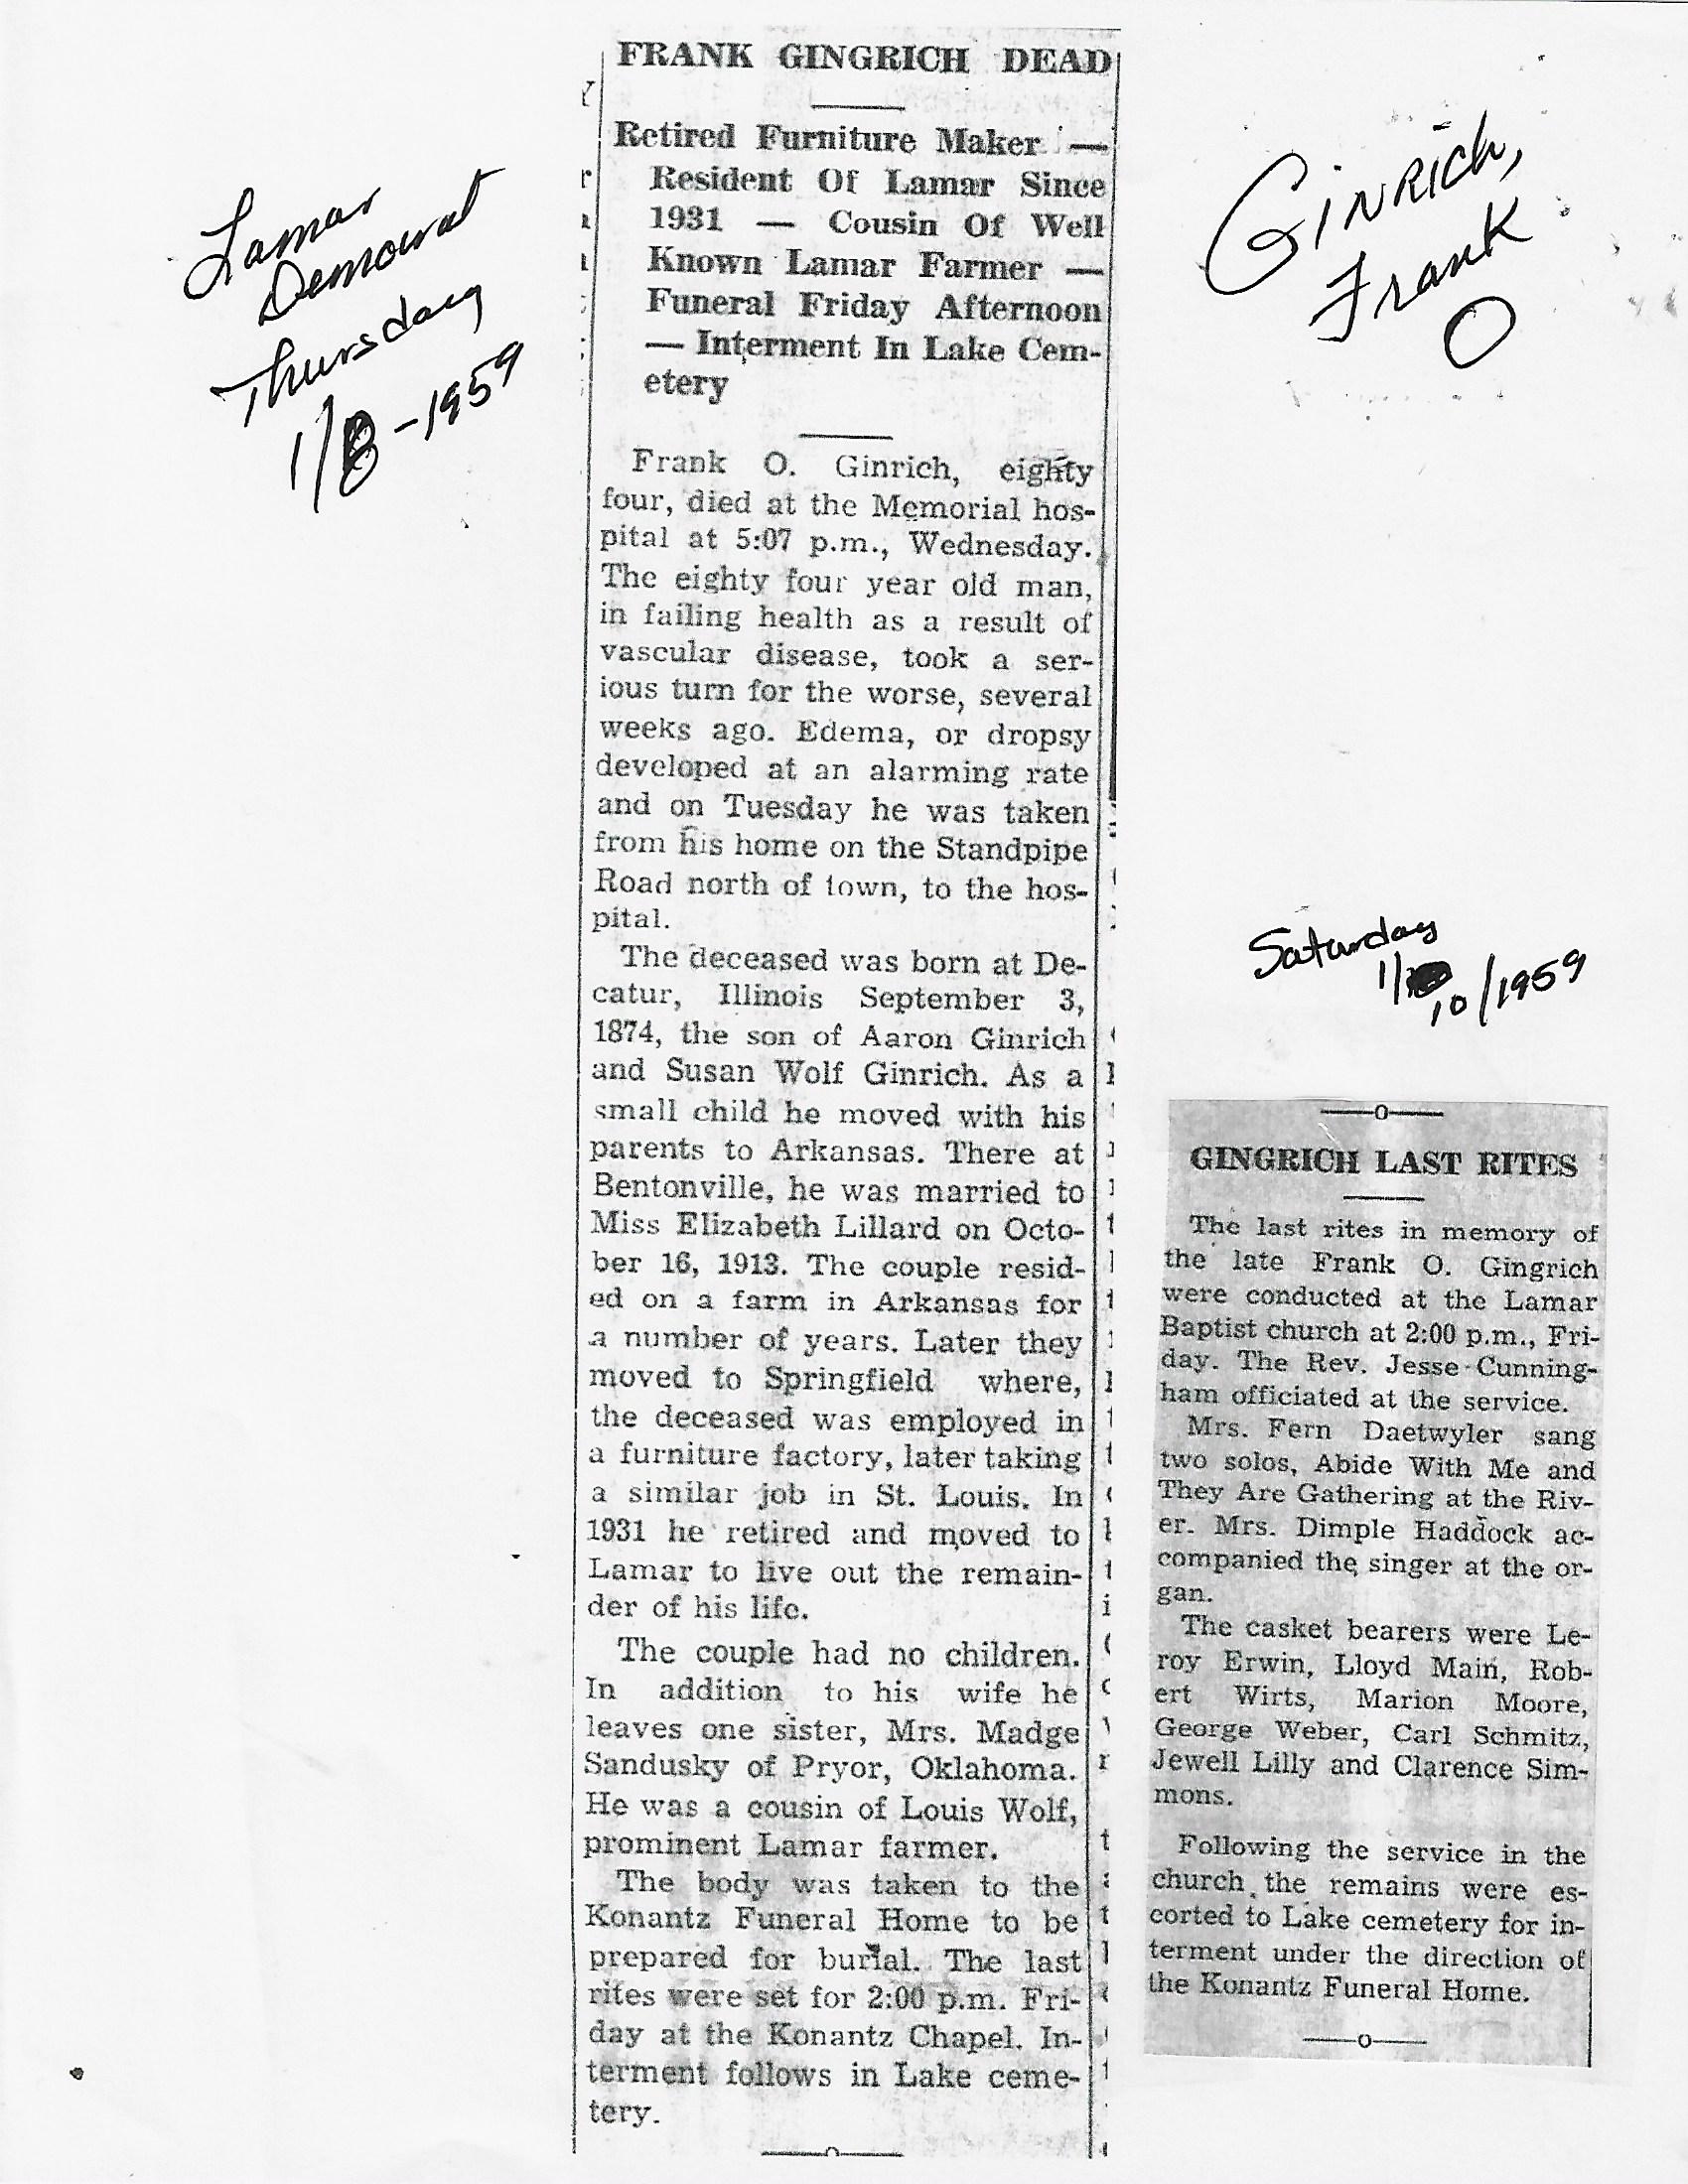 Lamar
Democrat
Thursday
1/8-1959
FRANK GINGRICH DEAD
Retired Furniture Maker —
Resident Of Lamar Since
1931 — Cousin Of Well
Known Lamar Farmer —
Funeral Friday Afternoon
— Interment In Lake Cem-
etery
Frank O. Ginrich, eighty
four, died at the Memorial hos-
pital at 5:07 p.m., Wednesday.
The eighty four year old man,
in failing health as a result of
vascular disease, took a ser-
ious turn for the worse, several
weeks ago. Edema, or dropsy
developed at an alarming rate
and on Tuesday he was taken
from his home on the Standpipe
Road north of town, to the hos-
pital.
The deceased was born at De-
catur, Illinois September 3,
1874, the son of Aaron Ginrich
and Susan Wolf Ginrich. As a
small child he moved with his
parents to Arkansas. There at
Bentonville, he was married to
Miss Elizabeth Lillard on Octo-
ber 16, 1913. The couple resid-
ed on a farm in Arkansas for
a number of years. Later they
moved to Springfield where,
the deceased was employed in
a furniture factory, later taking
a similar job in St. Louis. In
1931 he retired and moved to
Lamar to live out the remain-
der of his life.
The couple had no children.
In addition to his wife he
leaves one sister, Mrs. Madge
Sandusky of Pryor, Oklahoma.
He was a cousin of Louis Wolf,
prominent Lamar farmer.
The body was taken to the
Konantz Funeral Home to be
prepared for burial. The last
rites were set for 2:00 p.m. Fri-
day at the Konantz Chapel. In-
terment follows in Lake ceme-
tery.
Ginrich,
Frank
O
Saturday
1/10/1959
GINGRICH LAST RITES
The last rites in memory of
the late Frank O. Gingrich
were conducted at the Lamar
Baptist church at 2:00 p.m., Fri-
day. The Rev. Jesse Cunning-
ham officiated at the service.
Mrs. Fern Daetwyler sang
two solos, Abide With Me and
They Are Gathering at the Riv-
er. Mrs. Dimple Haddock ac-
companied the singer at the or-
gan.
The casket bearers were Le-
roy Erwin, Lloyd Main, Rob-
ert Wirts, Marion Moore,
George Weber, Carl Schmitz,
Jewell Lilly and Clarence Sim-
mons.
Following the service in the
church the remains were es-
corted to Lake cemetery for in-
terment under the direction of
the Konantz Funeral Home.